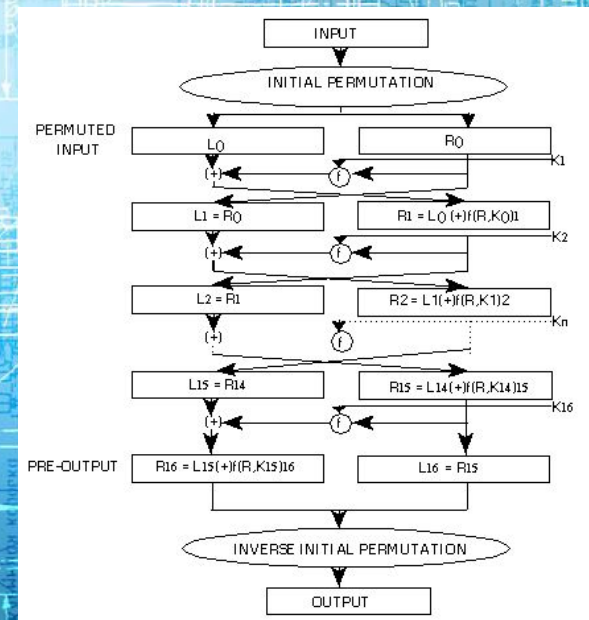 INPUT
INITIAL PERMUTATION
PERMUTED
INPUT
L0
R0
K1
(+)
f
L1 = R0
R1 = L0 (+)f(R,K0)1
K2
(+)
f
L2 = R1
R2 = L1(+)f(R,K1)2
Kn
(+)
f
L15 = R14
R15 = L14(+)f(R,K14)15
K16
(+)
f
PRE-OUTPUT
R16 = L15(+)f(R,K15)16
L16 = R15
INVERSE INITIAL PERMUTATION
OUTPUT